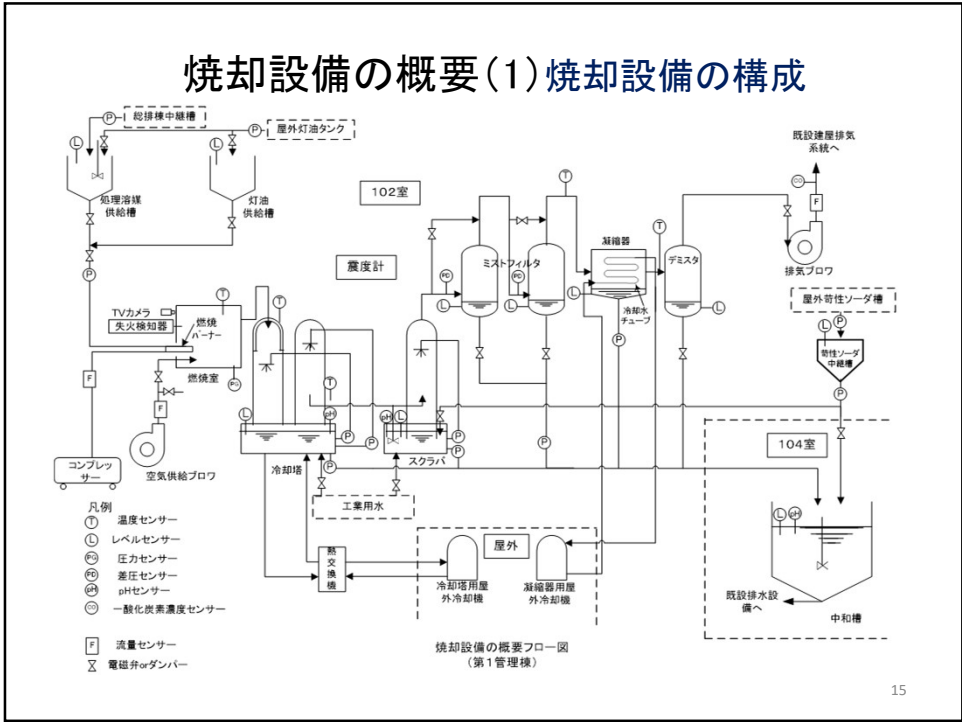 焼却設備の概要(1)焼却設備の構成
P
総排棟中継槽
P
屋外灯油タンク
L
L
処理溶媒
供給槽
灯油
供給槽
102室
震度計
T
既設建屋排気
系統へ
CO
F
排気ブロワ
凝縮器
T
デミスタ
ミストフィルタ
PD
PD
L
L
L
L
冷却水
チューブ
P
屋外苛性ソーダ槽
L
P
苛性ソーダ
中継槽
P
P
TVカメラ
失火検知器
燃焼
バーナー
T
T
燃焼室
PG
F
F
コンプレッ
サー
空気供給ブロワ
L
T
pH
P
P
P
冷却塔
pH
L
P
P
スクラバ
P
工業用水
104室
L
pH
既設排水設
備へ
中和槽
熱
交
換
機
屋外
冷却塔用屋
外冷却機
凝縮器用屋
外冷却機
凡例
T
温度センサー
L
レベルセンサー
PG
圧力センサー
PD
差圧センサー
pH
pHセンサー
CO
一酸化炭素濃度センサー
F
流量センサー
電磁弁orダンパー
焼却設備の概要フロー図
(第1管理棟)
15